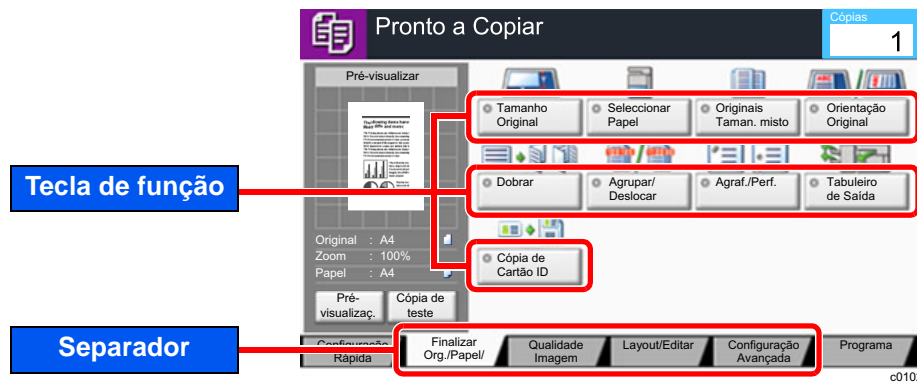 Pronto a Copiar
Cópias
1
Pré-visualizar
Tamanho
Original
Seleccionar
Papel
Originais
Taman. misto
Orientação
Original
Tecla de função
Dobrar
Agrupar/
Deslocar
Agraf./Perf.
Tabuleiro
de Saída
Original : A4
Zoom : 100%
Papel : A4
Cópia de
Cartão ID
Pré-
visualizaç.
Cópia de
teste
Separador
Configuração
Rápida
Finalizar
Org./Papel/
Qualidade
Imagem
Layout/Editar
Configuração
Avançada
Programa
c010